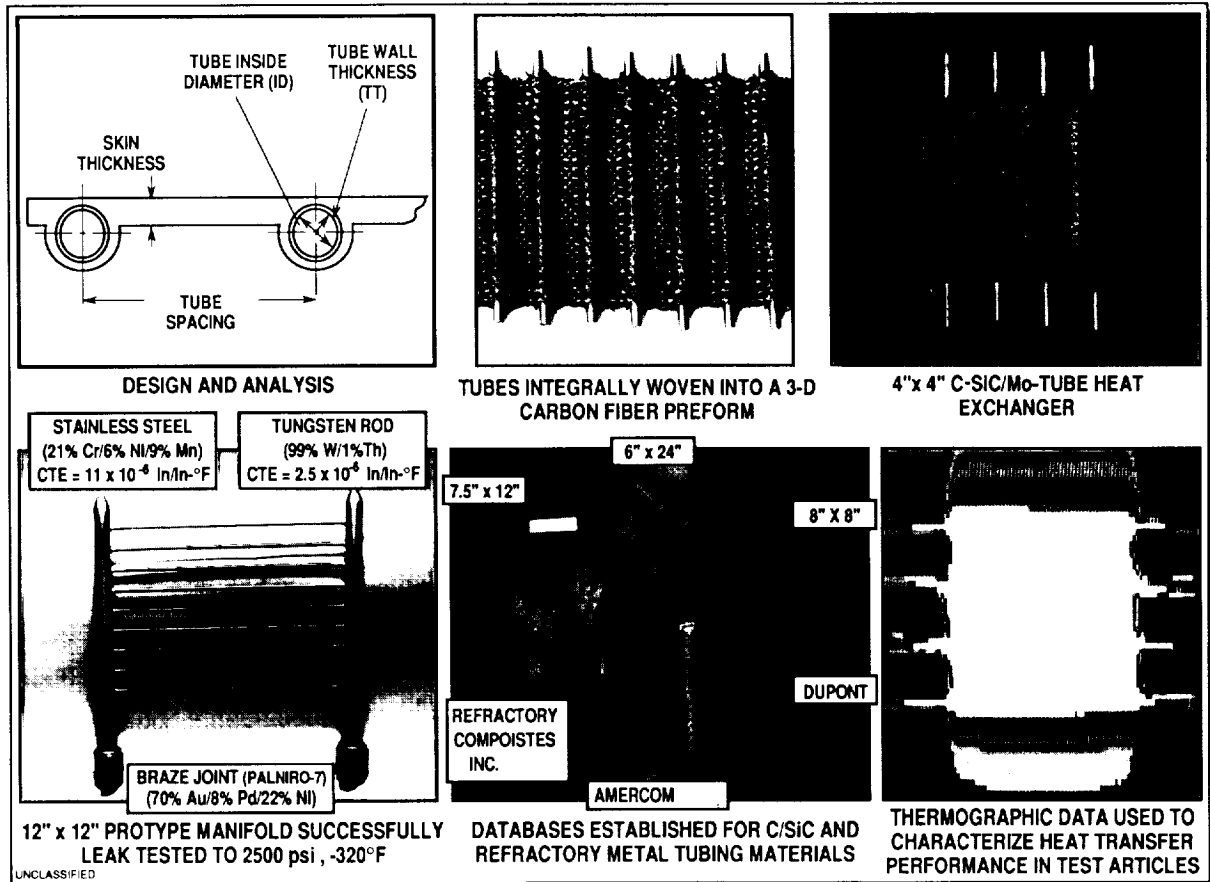 TUBE INSIDE
DIAMETER (ID)
TUBE WALL
THICKNESS
(TT)
SKIN
THICKNESS
TUBE
SPACING
DESIGN AND ANALYSIS
TUBES INTEGRALLY WOVEN INTO A 3-D
CARBON FIBER PREFORM
4"x 4" C-SIC/Mo-TUBE HEAT
EXCHANGER
STAINLESS STEEL
(21% Cr/6% NI/9% Mn)
CTE = 11 x 10⁻⁶ In/In-°F
TUNGSTEN ROD
(99% W/1%Th)
CTE = 2.5 x 10⁻⁶ In/In-°F
BRAZE JOINT (PALNIRO-7)
(70% Au/8% Pd/22% NI)
12" x 12" PROTYPE MANIFOLD SUCCESSFULLY
LEAK TESTED TO 2500 psi , -320°F
6" x 24"
7.5" x 12"
8" X 8"
REFRACTORY
COMPOISTES
INC.
DUPONT
AMERCOM
DATABASES ESTABLISHED FOR C/SiC AND
REFRACTORY METAL TUBING MATERIALS
THERMOGRAPHIC DATA USED TO
CHARACTERIZE HEAT TRANSFER
PERFORMANCE IN TEST ARTICLES
UNCLASSIFIED